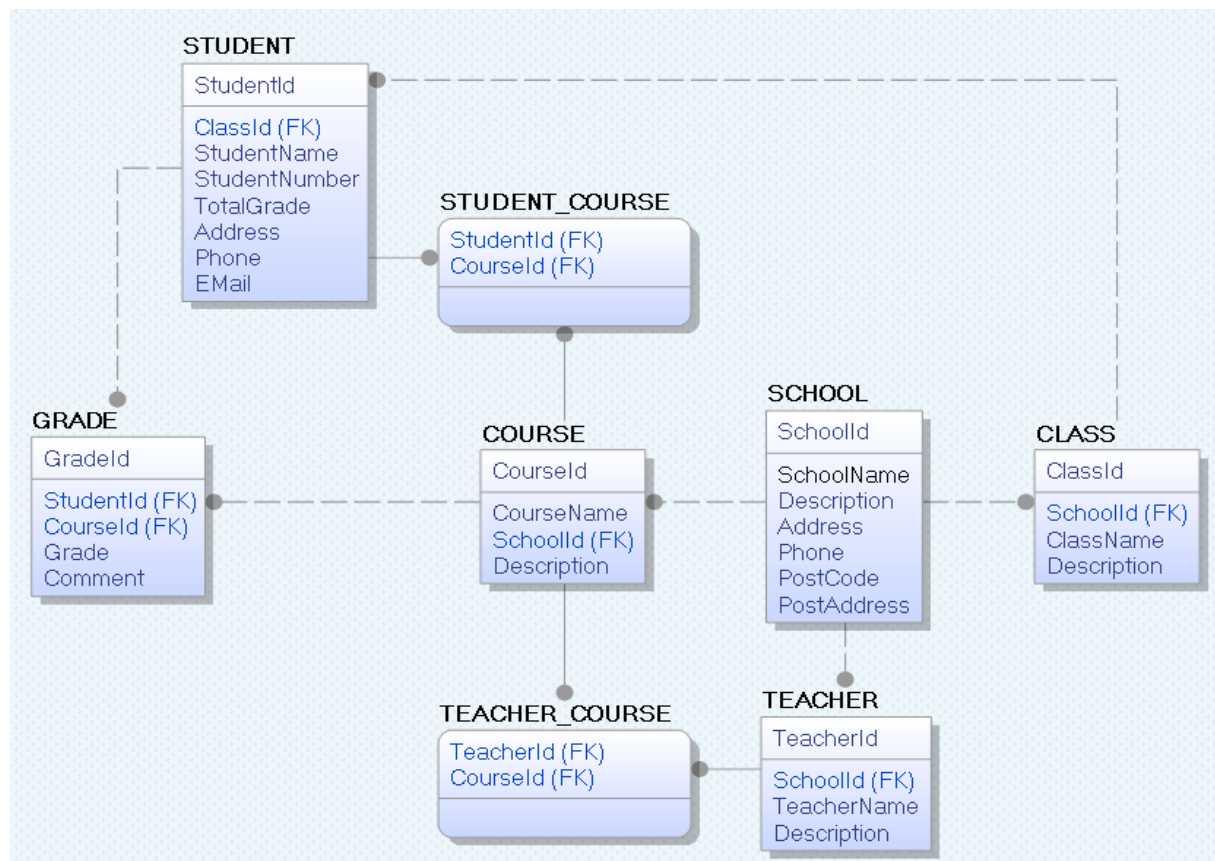 STUDENT
StudentId
ClassId (FK)
StudentName
StudentNumber
TotalGrade
Address
Phone
EMail
STUDENT_COURSE
StudentId (FK)
CourseId (FK)
GRADE
GradeId
StudentId (FK)
CourseId (FK)
Grade
Comment
COURSE
CourseId
CourseName
SchoolId (FK)
Description
SCHOOL
SchoolId
SchoolName
Description
Address
Phone
PostCode
PostAddress
CLASS
ClassId
SchoolId (FK)
ClassName
Description
TEACHER_COURSE
TeacherId (FK)
CourseId (FK)
TEACHER
TeacherId
SchoolId (FK)
TeacherName
Description